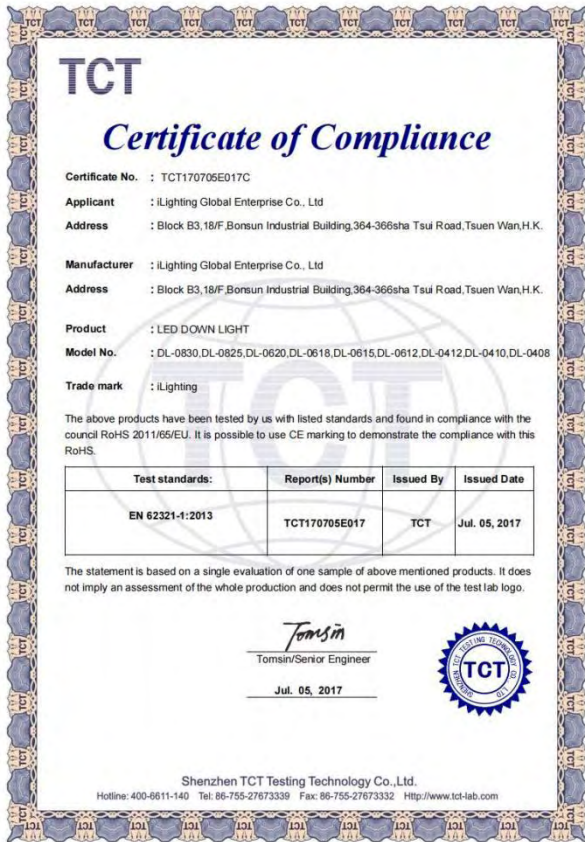 TCT
Certificate of Compliance
Certificate No. : TCT170705E017C
Applicant : iLighting Global Enterprise Co., Ltd
Address : Block B3,18/F,Bonsun Industrial Building,364-366sha Tsui Road,Tsuen Wan,H.K.
Manufacturer : iLighting Global Enterprise Co., Ltd
Address : Block B3,18/F,Bonsun Industrial Building,364-366sha Tsui Road,Tsuen Wan,H.K.
Product : LED DOWN LIGHT
Model No. : DL-0830,DL-0825,DL-0620,DL-0618,DL-0615,DL-0612,DL-0412,DL-0410,DL-0408
Trade mark : iLighting
TCT
The above products have been tested by us with listed standards and found in compliance with the
council RoHS 2011/65/EU. It is possible to use CE marking to demonstrate the compliance with this
RoHS.
Test standards: Report(s) Number Issued By Issued Date
EN 62321-1:2013 TCT170705E017 TCT Jul. 05, 2017
The statement is based on a single evaluation of one sample of above mentioned products. It does
not imply an assessment of the whole production and does not permit the use of the test lab logo.
Tomsin
Tomsin/Senior Engineer
Jul. 05, 2017
SHENZHEN TCT TESTING TECHNOLOGY CO., LTD
TCT
Shenzhen TCT Testing Technology Co.,Ltd.
Hotline: 400-6611-140 Tel: 86-755-27673339 Fax: 86-755-27673332 Http://www.tct-lab.com